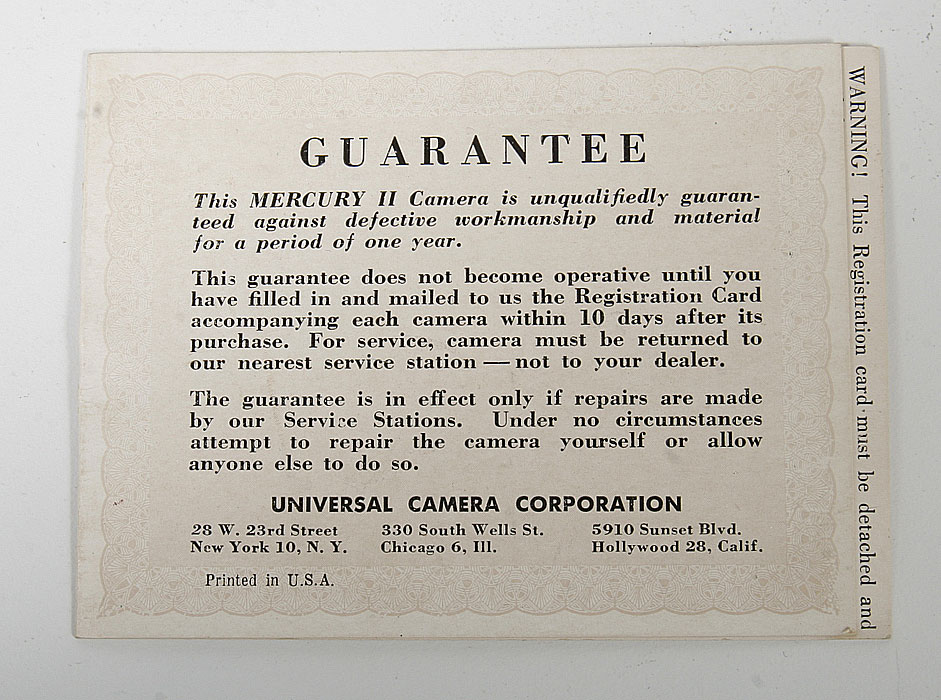 GUARANTEE
This MERCURY II Camera is unqualifiedly guaran-
teed against defective workmanship and material
for a period of one year.
This guarantee does not become operative until you
have filled in and mailed to us the Registration Card
accompanying each camera within 10 days after its
purchase. For service, camera must be returned to
our nearest service station — not to your dealer.
The guarantee is in effect only if repairs are made
by our Service Stations. Under no circumstances
attempt to repair the camera yourself or allow
anyone else to do so.
UNIVERSAL CAMERA CORPORATION
28 W. 23rd Street 330 South Wells St. 5910 Sunset Blvd.
New York 10, N. Y. Chicago 6, Ill. Hollywood 28, Calif.
Printed in U.S.A.
WARNING! This Registration card must be detached and